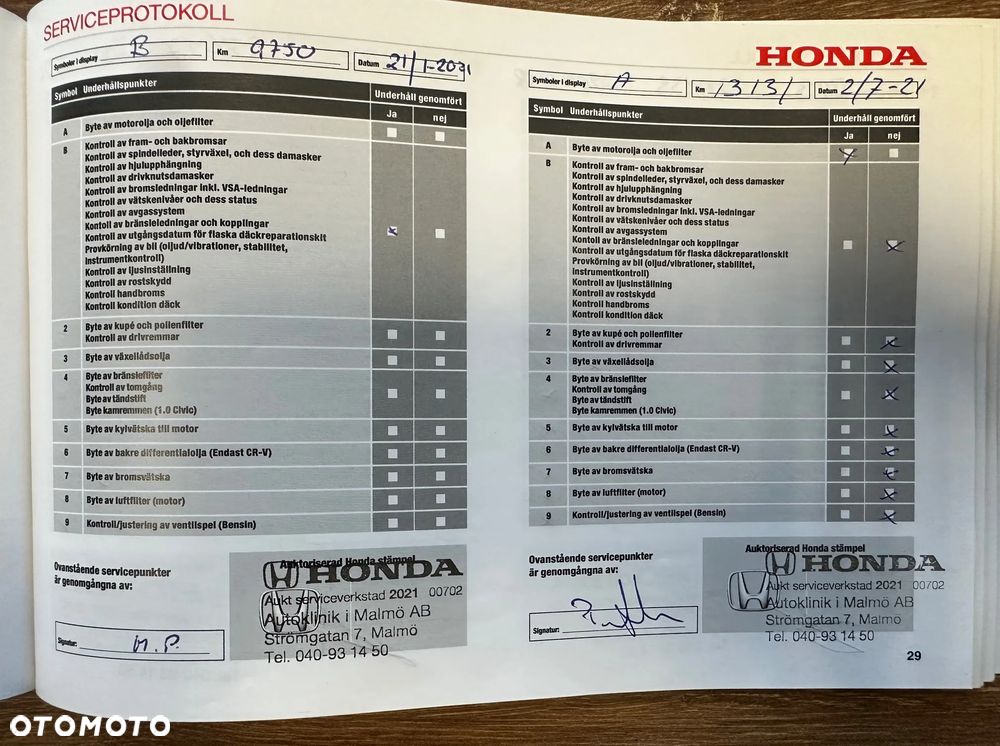 SERVICEPROTOKOLL
Symboler i display B Km 9750 Datum 21/1-2021
Symbol Underhållspunkter Underhåll genomfört
Ja nej
A Byte av motorolja och oljefilter
B Kontroll av fram- och bakbromsar
Kontroll av spindelleder, styrväxel, och dess damasker
Kontroll av hjulupphängning
Kontroll av drivknutsdamasker
Kontroll av bromsledningar inkl. VSA-ledningar
Kontroll av vätskenivåer och dess status
Kontroll av avgassystem
Kontoll av bränsleledningar och kopplingar
Kontroll av utgångsdatum för flaska däckreparationskit
Provkörning av bil (oljud/vibrationer, stabilitet,
instrumentkontroll)
Kontroll av ljusinställning
Kontroll av rostskydd
Kontroll handbroms
Kontroll kondition däck
2 Byte av kupé och pollenfilter
Kontroll av drivremmar
3 Byte av växellådsolja
4 Byte av bränslefilter
Kontroll av tomgång
Byte av tändstift
Byte kamremmen (1.0 Civic)
5 Byte av kylvätska till motor
6 Byte av bakre differentialolja (Endast CR-V)
7 Byte av bromsvätska
8 Byte av luftfilter (motor)
9 Kontroll/justering av ventilspel (Bensin)
Ovanstående servicepunkter
är genomgångna av:
Signatur: M.P.
Auktoriserad Honda stämpel
HONDA
Aukt serviceverkstad 2021 00702
Autoklinik i Malmö AB
Strömgatan 7, Malmö
Tel. 040-93 14 50
HONDA
Symboler i display A Km 13131 Datum 2/7-21
Symbol Underhållspunkter Underhåll genomfört
Ja nej
A Byte av motorolja och oljefilter
B Kontroll av fram- och bakbromsar
Kontroll av spindelleder, styrväxel, och dess damasker
Kontroll av hjulupphängning
Kontroll av drivknutsdamasker
Kontroll av bromsledningar inkl. VSA-ledningar
Kontroll av vätskenivåer och dess status
Kontroll av avgassystem
Kontoll av bränsleledningar och kopplingar
Kontroll av utgångsdatum för flaska däckreparationskit
Provkörning av bil (oljud/vibrationer, stabilitet,
instrumentkontroll)
Kontroll av ljusinställning
Kontroll av rostskydd
Kontroll handbroms
Kontroll kondition däck
2 Byte av kupé och pollenfilter
Kontroll av drivremmar
3 Byte av växellådsolja
4 Byte av bränslefilter
Kontroll av tomgång
Byte av tändstift
Byte kamremmen (1.0 Civic)
5 Byte av kylvätska till motor
6 Byte av bakre differentialolja (Endast CR-V)
7 Byte av bromsvätska
8 Byte av luftfilter (motor)
9 Kontroll/justering av ventilspel (Bensin)
Ovanstående servicepunkter
är genomgångna av:
Signatur:
Auktoriserad Honda stämpel
HONDA
Aukt serviceverkstad 2021 00702
Autoklinik i Malmö AB
Strömgatan 7, Malmö
Tel. 040-93 14 50
29
OTOMOTO